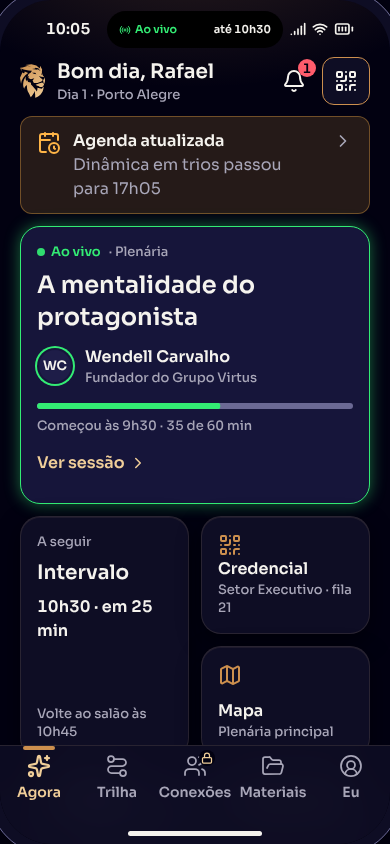 10:05
Ao vivo
até 10h30
Bom dia, Rafael
1
Dia 1 · Porto Alegre
Agenda atualizada
Dinâmica em trios passou
para 17h05
Ao vivo · Plenária
A mentalidade do
protagonista
WC
Wendell Carvalho
Fundador do Grupo Virtus
Começou às 9h30 · 35 de 60 min
Ver sessão
A seguir
Intervalo
10h30 · em 25
min
Volte ao salão às
10h45
Credencial
Setor Executivo · fila
21
Mapa
Plenária principal
Agora
Trilha
Conexões
Materiais
Eu